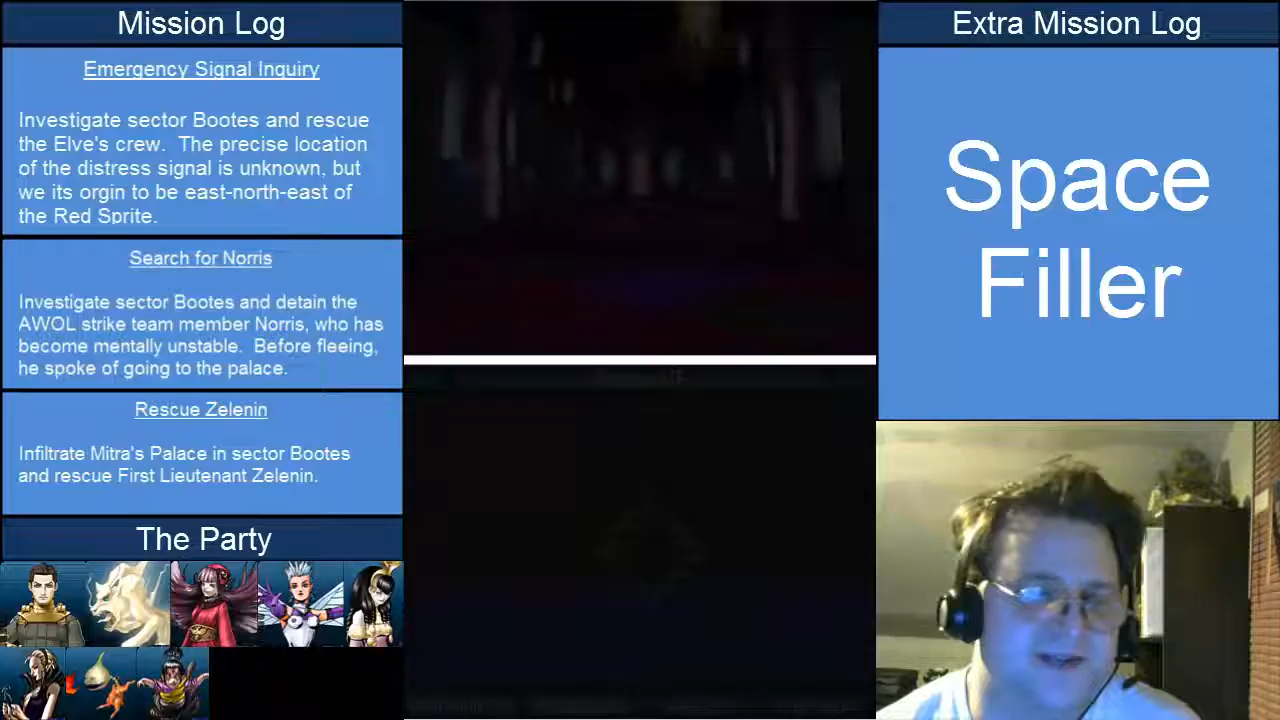 Mission Log
Emergency Signal Inquiry
Investigate sector Bootes and rescue
the Elve's crew.  The precise location
of the distress signal is unknown, but
we its orgin to be east-north-east of
the Red Sprite.
Search for Norris
Investigate sector Bootes and detain the
AWOL strike team member Norris, who has
become mentally unstable.  Before fleeing,
he spoke of going to the palace.
Rescue Zelenin
Infiltrate Mitra's Palace in sector Bootes
and rescue First Lieutenant Zelenin.
The Party
Extra Mission Log
Space
Filler